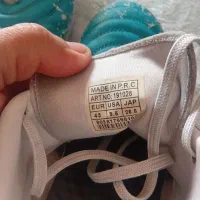 MADE IN P.R.C
ART NO. 191028
EUR USA JAP
43 9.5 26.5